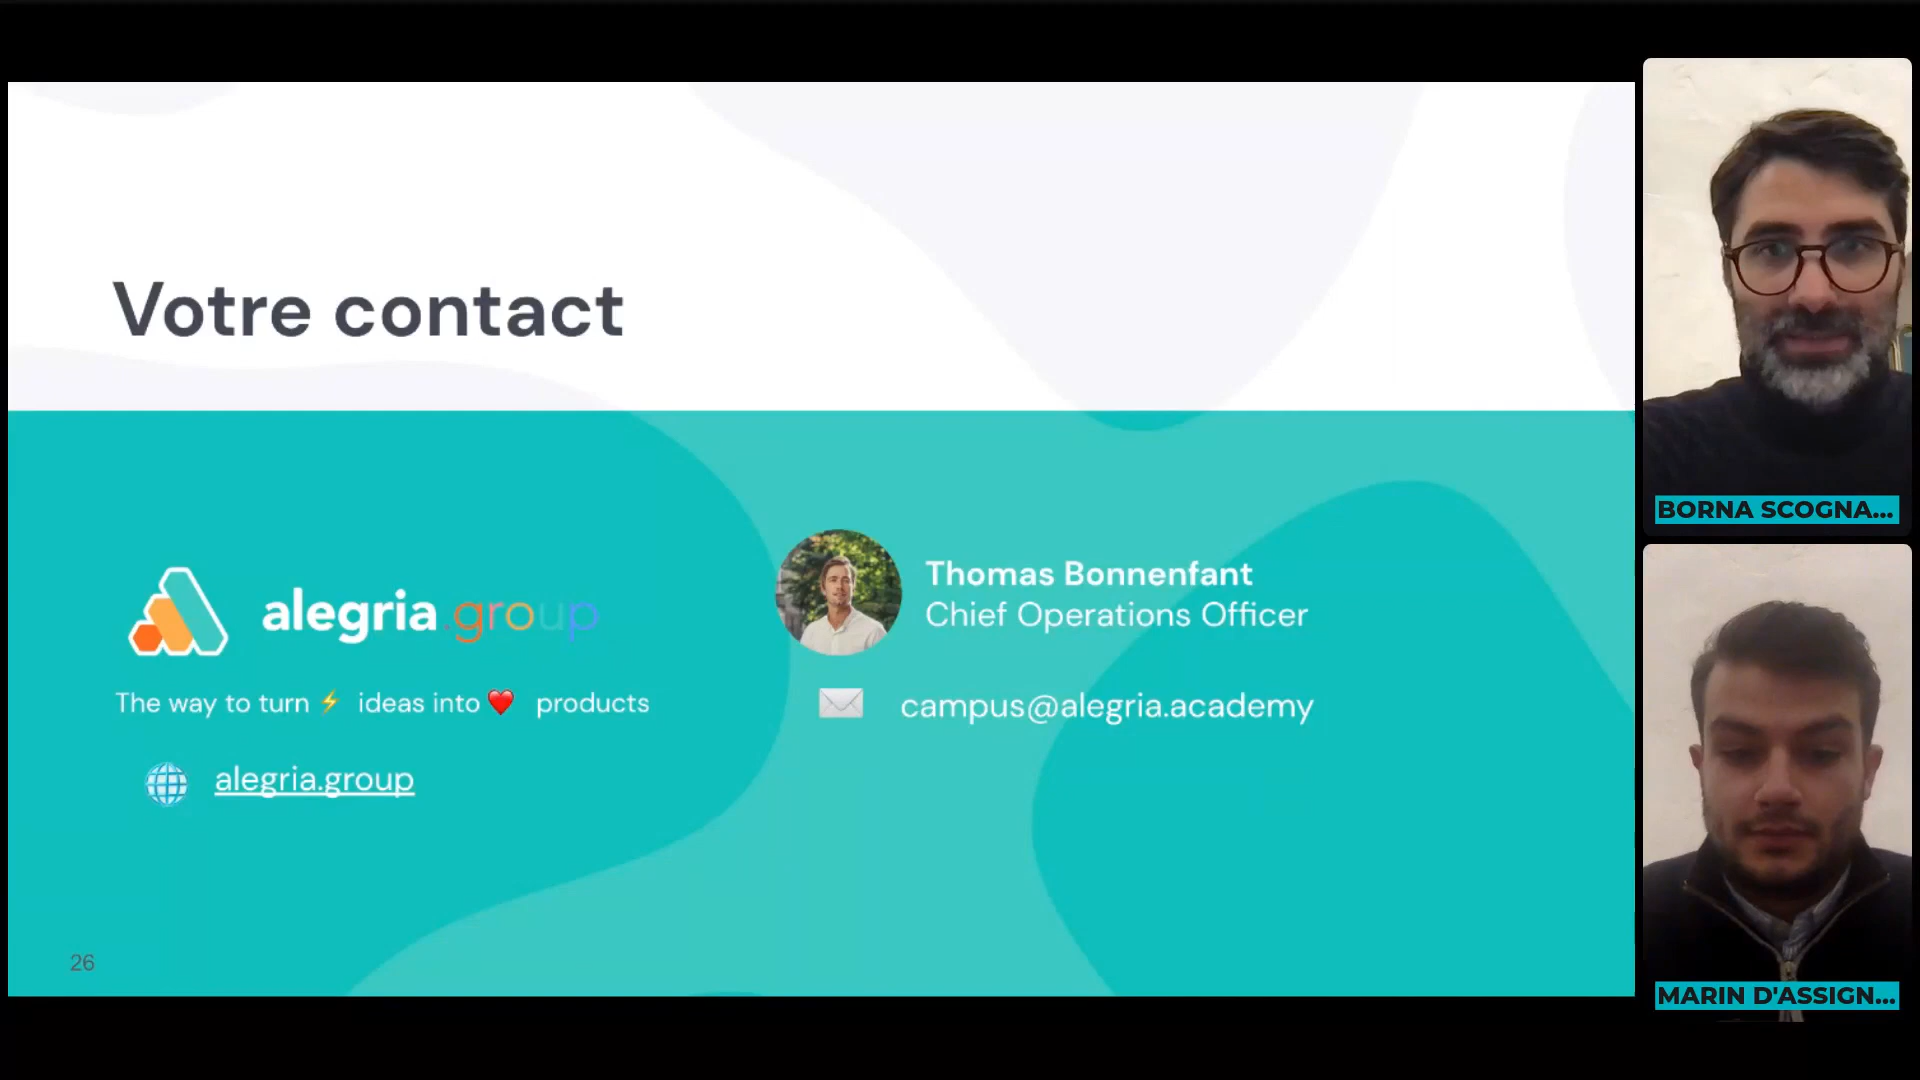 Votre contact
alegria.group
The way to turn ⚡ ideas into ❤️ products
alegria.group
Thomas Bonnenfant
Chief Operations Officer
campus@alegria.academy
26
BORNA SCOGNA...
MARIN D'ASSIGN...